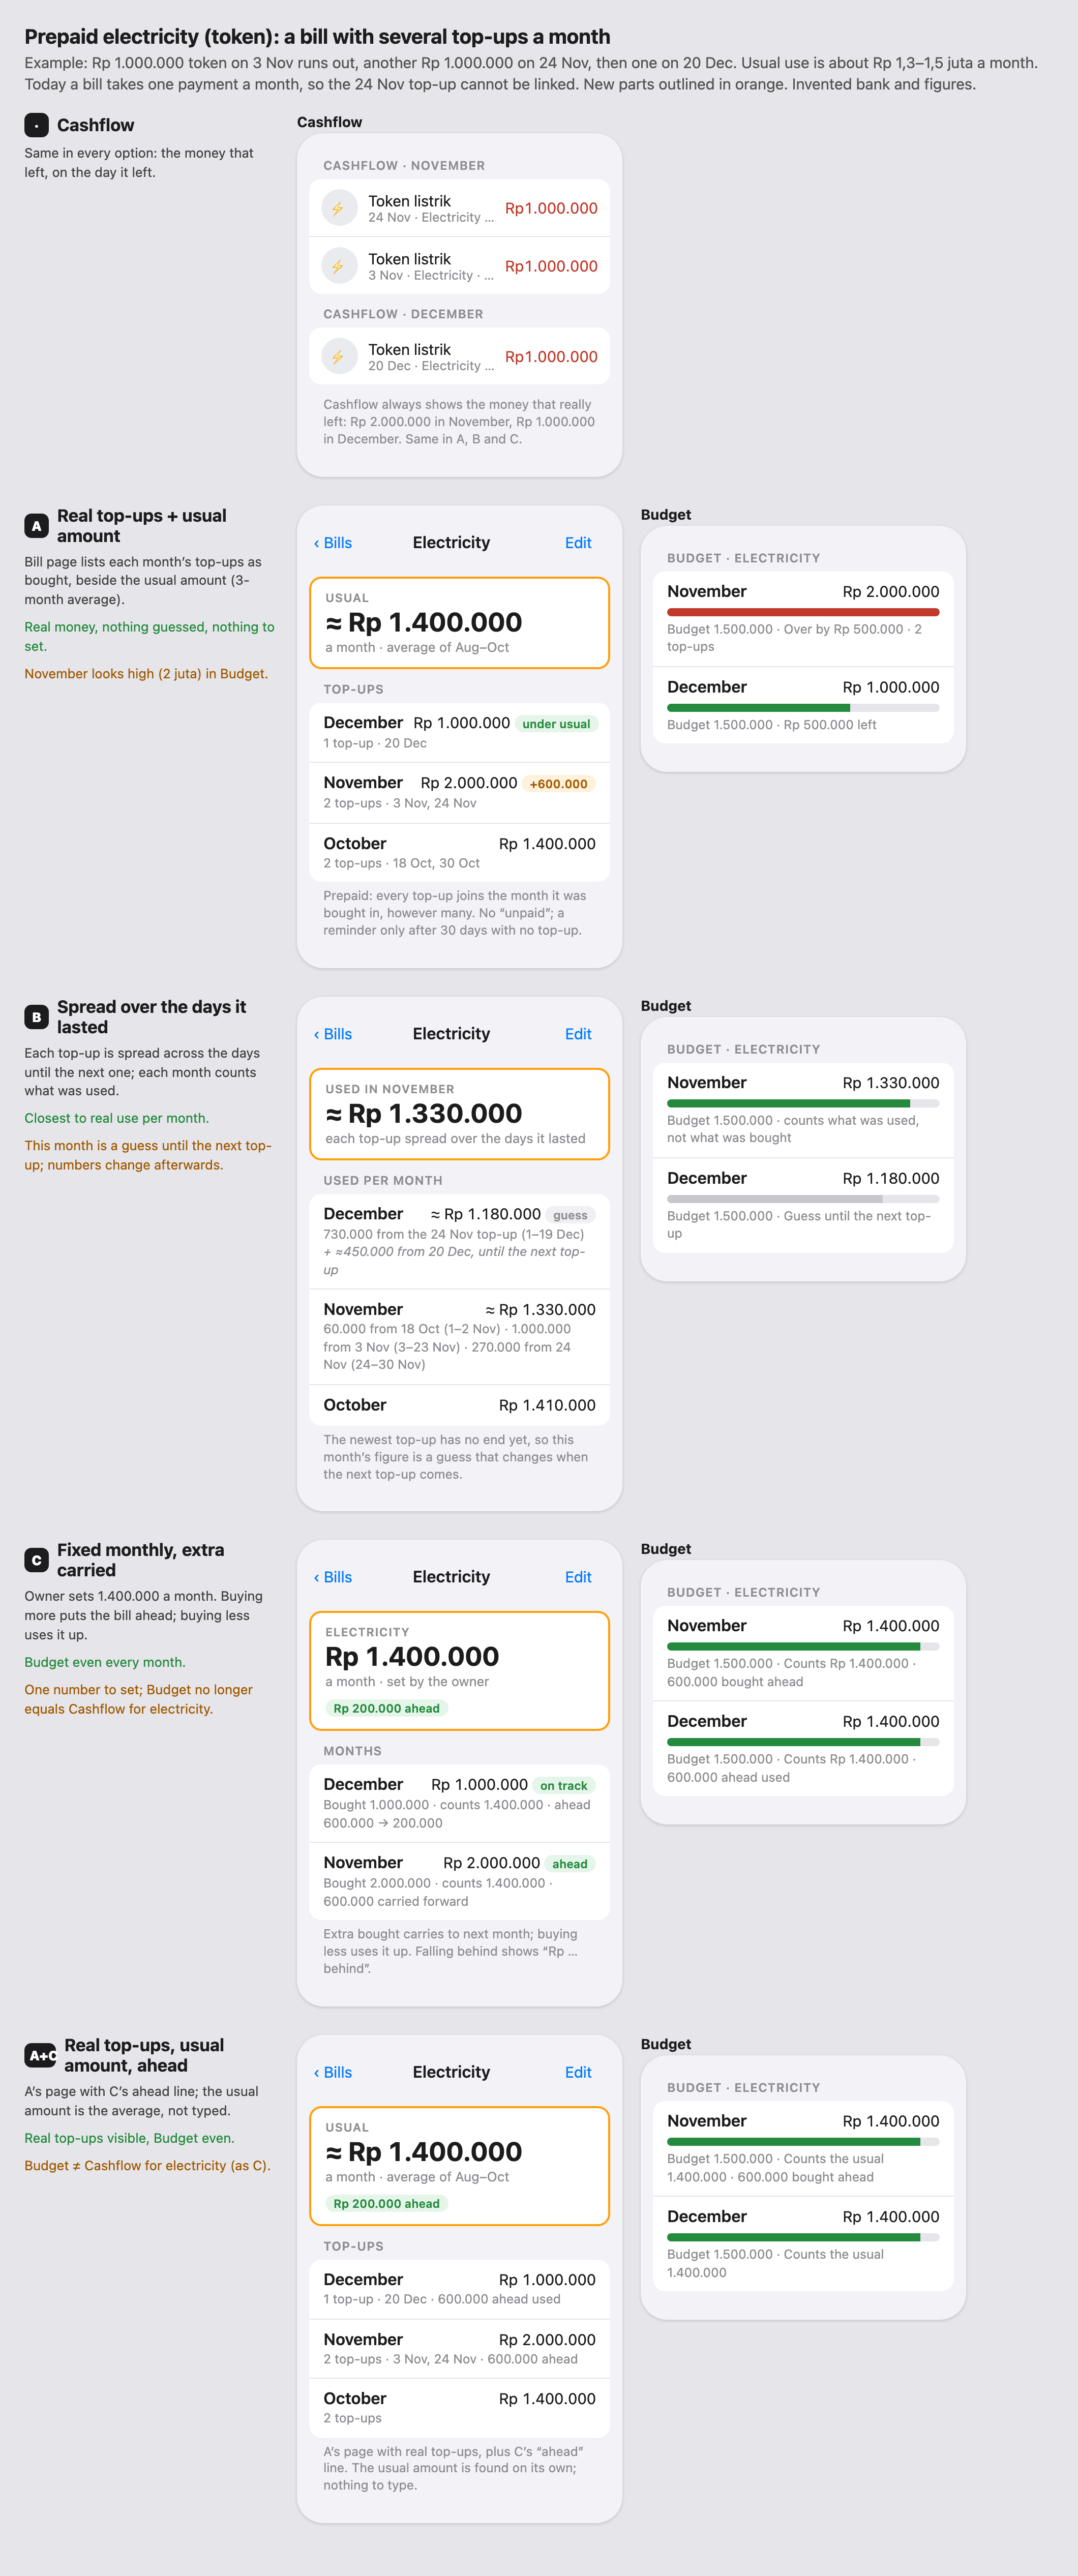 Prepaid electricity (token): a bill with several top-ups a month
Example: Rp 1.000.000 token on 3 Nov runs out, another Rp 1.000.000 on 24 Nov, then one on 20 Dec. Usual use is about Rp 1,3–1,5 juta a month.
Today a bill takes one payment a month, so the 24 Nov top-up cannot be linked. New parts outlined in orange. Invented bank and figures.
· Cashflow
Same in every option: the money that
left, on the day it left.
Cashflow
CASHFLOW · NOVEMBER
Token listrik
24 Nov · Electricity ...
Rp1.000.000
Token listrik
3 Nov · Electricity · ...
Rp1.000.000
CASHFLOW · DECEMBER
Token listrik
20 Dec · Electricity ...
Rp1.000.000
Cashflow always shows the money that really
left: Rp 2.000.000 in November, Rp 1.000.000
in December. Same in A, B and C.
A Real top-ups + usual
amount
Bill page lists each month’s top-ups as
bought, beside the usual amount (3-
month average).
Real money, nothing guessed, nothing to
set.
November looks high (2 juta) in Budget.
‹ Bills Electricity Edit
USUAL
≈ Rp 1.400.000
a month · average of Aug–Oct
TOP-UPS
December Rp 1.000.000 under usual
1 top-up · 20 Dec
November Rp 2.000.000 +600.000
2 top-ups · 3 Nov, 24 Nov
October Rp 1.400.000
2 top-ups · 18 Oct, 30 Oct
Prepaid: every top-up joins the month it was
bought in, however many. No “unpaid”; a
reminder only after 30 days with no top-up.
Budget
BUDGET · ELECTRICITY
November Rp 2.000.000
Budget 1.500.000 · Over by Rp 500.000 · 2
top-ups
December Rp 1.000.000
Budget 1.500.000 · Rp 500.000 left
B Spread over the days it
lasted
Each top-up is spread across the days
until the next one; each month counts
what was used.
Closest to real use per month.
This month is a guess until the next top-
up; numbers change afterwards.
‹ Bills Electricity Edit
USED IN NOVEMBER
≈ Rp 1.330.000
each top-up spread over the days it lasted
USED PER MONTH
December ≈ Rp 1.180.000 guess
730.000 from the 24 Nov top-up (1–19 Dec)
+ ≈450.000 from 20 Dec, until the next top-
up
November ≈ Rp 1.330.000
60.000 from 18 Oct (1–2 Nov) · 1.000.000
from 3 Nov (3–23 Nov) · 270.000 from 24
Nov (24–30 Nov)
October Rp 1.410.000
The newest top-up has no end yet, so this
month’s figure is a guess that changes when
the next top-up comes.
Budget
BUDGET · ELECTRICITY
November Rp 1.330.000
Budget 1.500.000 · counts what was used,
not what was bought
December Rp 1.180.000
Budget 1.500.000 · Guess until the next top-
up
C Fixed monthly, extra
carried
Owner sets 1.400.000 a month. Buying
more puts the bill ahead; buying less
uses it up.
Budget even every month.
One number to set; Budget no longer
equals Cashflow for electricity.
‹ Bills Electricity Edit
ELECTRICITY
Rp 1.400.000
a month · set by the owner
Rp 200.000 ahead
MONTHS
December Rp 1.000.000 on track
Bought 1.000.000 · counts 1.400.000 · ahead
600.000 → 200.000
November Rp 2.000.000 ahead
Bought 2.000.000 · counts 1.400.000 ·
600.000 carried forward
Extra bought carries to next month; buying
less uses it up. Falling behind shows “Rp ...
behind”.
Budget
BUDGET · ELECTRICITY
November Rp 1.400.000
Budget 1.500.000 · Counts Rp 1.400.000 ·
600.000 bought ahead
December Rp 1.400.000
Budget 1.500.000 · Counts Rp 1.400.000 ·
600.000 ahead used
A+C Real top-ups, usual
amount, ahead
A’s page with C’s ahead line; the usual
amount is the average, not typed.
Real top-ups visible, Budget even.
Budget ≠ Cashflow for electricity (as C).
‹ Bills Electricity Edit
USUAL
≈ Rp 1.400.000
a month · average of Aug–Oct
Rp 200.000 ahead
TOP-UPS
December Rp 1.000.000
1 top-up · 20 Dec · 600.000 ahead used
November Rp 2.000.000
2 top-ups · 3 Nov, 24 Nov · 600.000 ahead
October Rp 1.400.000
2 top-ups
A’s page with real top-ups, plus C’s “ahead”
line. The usual amount is found on its own;
nothing to type.
Budget
BUDGET · ELECTRICITY
November Rp 1.400.000
Budget 1.500.000 · Counts the usual
1.400.000 · 600.000 bought ahead
December Rp 1.400.000
Budget 1.500.000 · Counts the usual
1.400.000